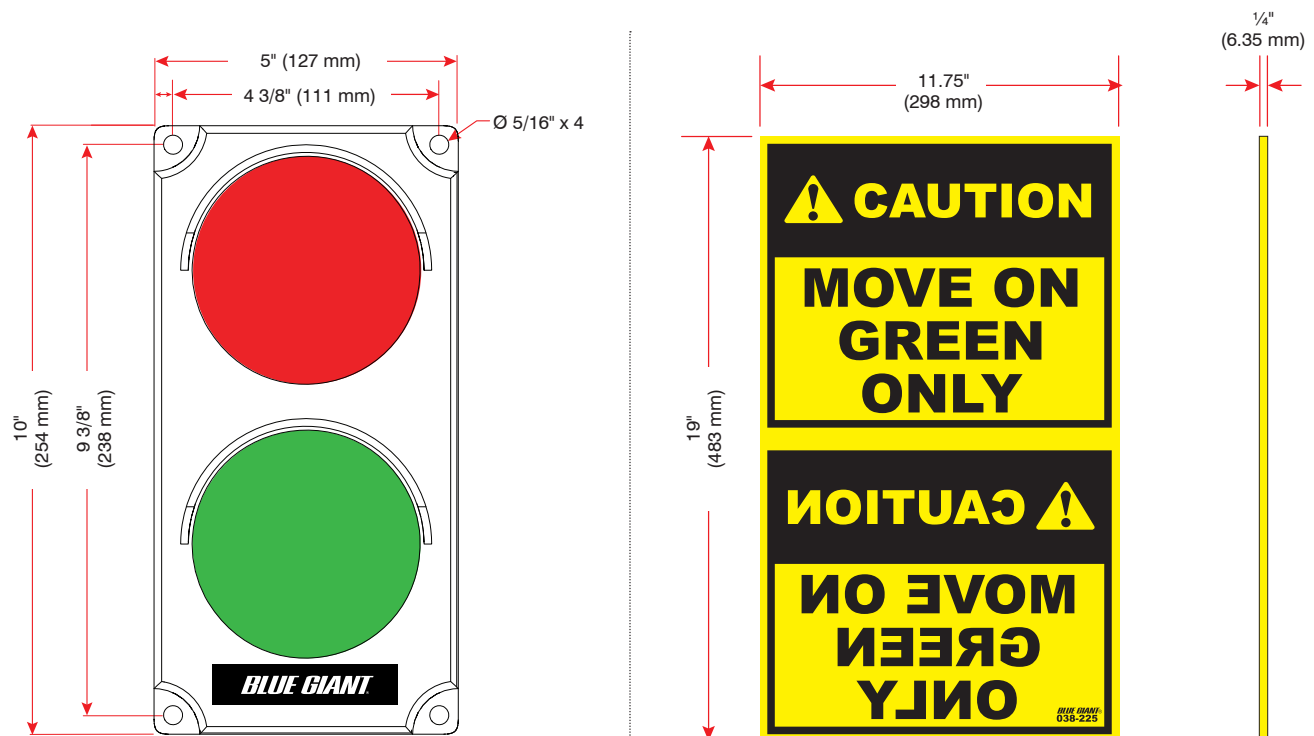 5" (127 mm)
4 3/8" (111 mm)
Ø 5/16" x 4
10"
(254 mm)
9 3/8"
(238 mm)
BLUE GIANT
¼"
(6.35 mm)
11.75"
(298 mm)
19"
(483 mm)
CAUTION
MOVE ON
GREEN
ONLY
CAUTION
MOVE ON
GREEN
ONLY
BLUE GIANT®
038-225